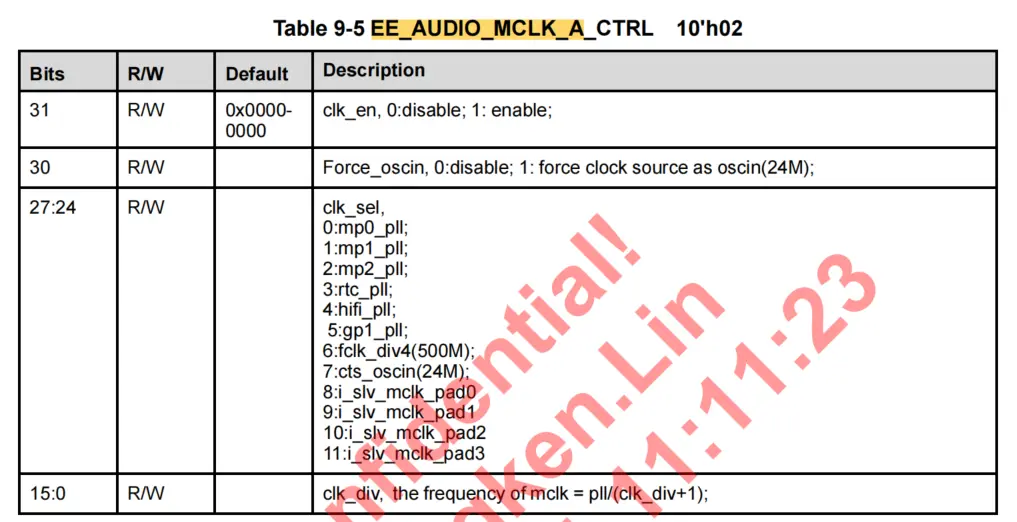 Table 9-5 EE_AUDIO_MCLK_A_CTRL 10'h02
Bits R/W Default Description
31 R/W 0x0000-0000 clk_en, 0:disable; 1: enable;
30 R/W Force_oscin, 0:disable; 1: force clock source as oscin(24M);
27:24 R/W clk_sel,
0:mp0_pll;
1:mp1_pll;
2:mp2_pll;
3:rtc_pll;
4:hifi_pll;
5:gp1_pll;
6:fclk_div4(500M);
7:cts_oscin(24M);
8:i_slv_mclk_pad0
9:i_slv_mclk_pad1
10:i_slv_mclk_pad2
11:i_slv_mclk_pad3
15:0 R/W clk_div, the frequency of mclk = pll/(clk_div+1);
nfidential!
ken.Lin
11:11:23